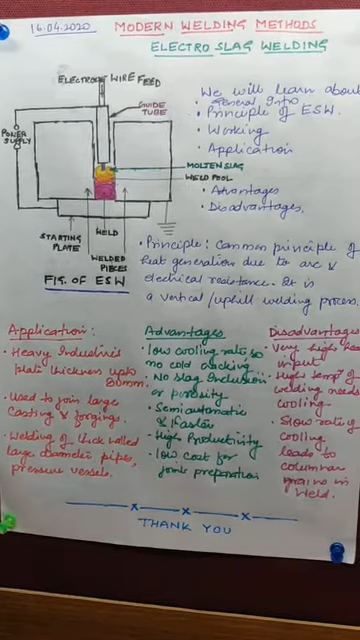 16.04.2020
MODERN WELDING METHODS
ELECTRO SLAG WELDING
ELECTRODE WIRE FEED
GUIDE
TUBE
POWER
SUPPLY
MOLTEN SLAG
WELD POOL
WELD
STARTING
PLATE
WELDED
PIECES
FIG. OF ESW
We will learn about
• General Info
• Principle of ESW.
• Working
• Application
• Advantages
• Disadvantages.
• Principle: Common principle of
heat generation due to arc &
electrical resistance. It is
a vertical / uphill welding process.
Application:
• Heavy Industries
plate thickness upto
80mm.
• Used to join large
casting & forgings.
• Welding of thick walled
large diameter pipes,
pressure vessels.
Advantages
• low cooling rate so
no cold cracking
• No slag Inclusion
or porosity
• Semiautomatic
& faster
• High Productivity
• low cost for
joint preparation
Disadvantages
• Very high heat
input
• High temp of
welding needs
cooling
• Slow rate of
cooling
leads to
columnar
grains in
Weld.
THANK YOU